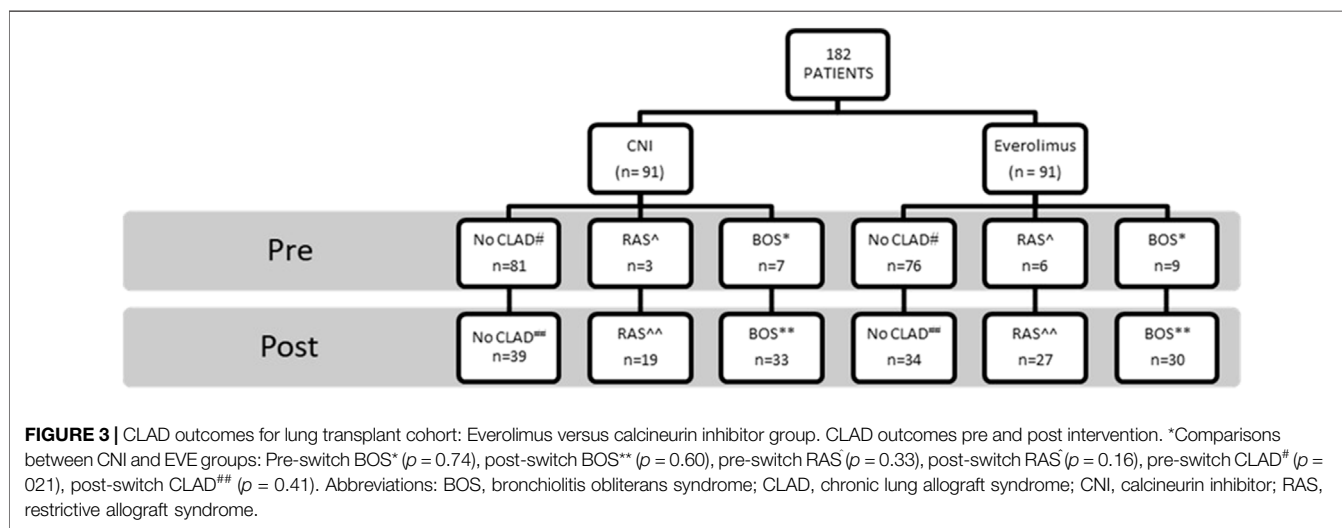 182
PATIENTS
CNI
(n= 91)
Everolimus
(n= 91)
Pre
No CLAD#
n=81
RAS^
n=3
BOS*
n=7
No CLAD#
n=76
RAS^
n=6
BOS*
n=9
Post
No CLAD##
n=39
RAS^^
n=19
BOS**
n=33
No CLAD##
n=34
RAS^^
n=27
BOS**
n=30
FIGURE 3 | CLAD outcomes for lung transplant cohort: Everolimus versus calcineurin inhibitor group. CLAD outcomes pre and post intervention. *Comparisons
between CNI and EVE groups: Pre-switch BOS* (p = 0.74), post-switch BOS** (p = 0.60), pre-switch RAS^ (p = 0.33), post-switch RAS^ (p = 0.16), pre-switch CLAD# (p =
021), post-switch CLAD## (p = 0.41). Abbreviations: BOS, bronchiolitis obliterans syndrome; CLAD, chronic lung allograft syndrome; CNI, calcineurin inhibitor; RAS,
restrictive allograft syndrome.